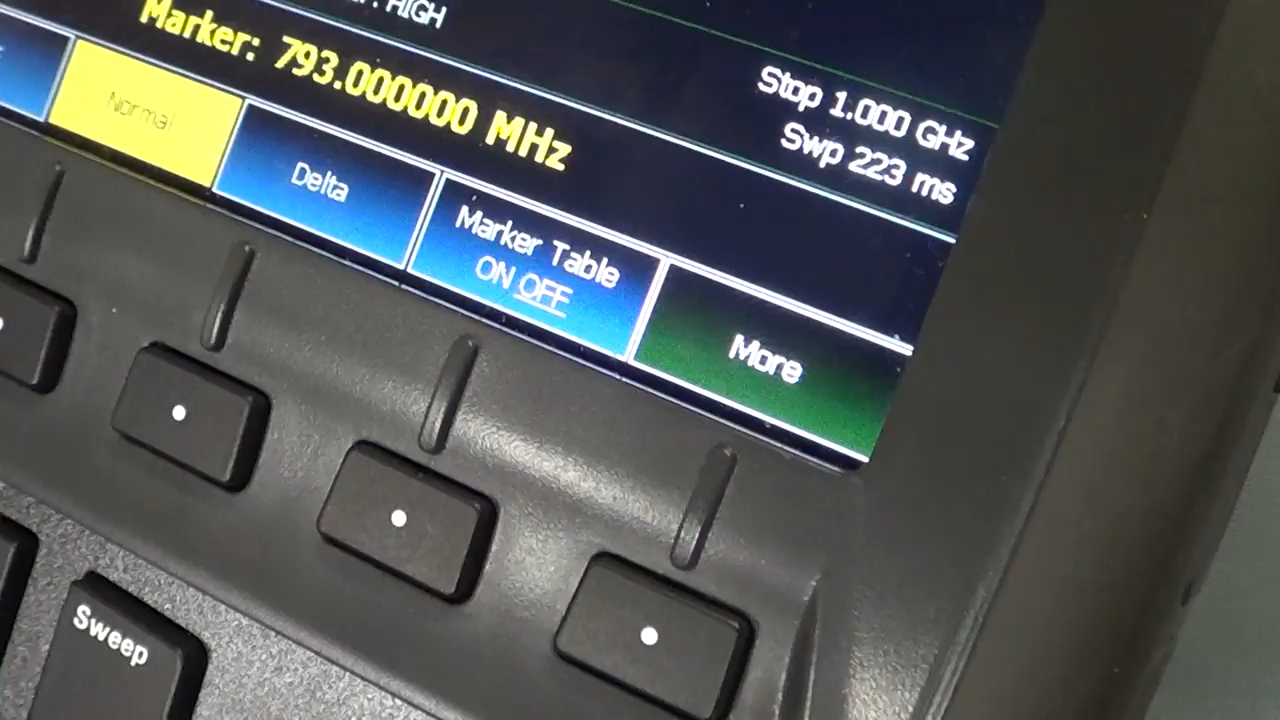 : HIGH
Marker: 793.000000 MHz
Stop 1.000 GHz
Swp 223 ms
Normal
Delta
Marker Table
ON OFF
More
Sweep